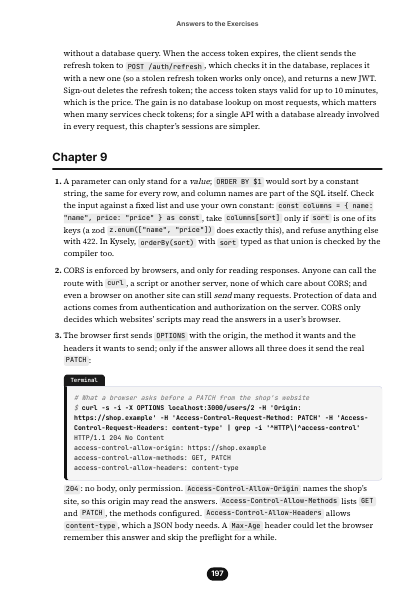 Answers to the Exercises
without a database query. When the access token expires, the client sends the
refresh token to POST /auth/refresh, which checks it in the database, replaces it
with a new one (so a stolen refresh token works only once), and returns a new JWT.
Sign-out deletes the refresh token; the access token stays valid for up to 10 minutes,
which is the price. The gain is no database lookup on most requests, which matters
when many services check tokens; for a single API with a database already involved
in every request, this chapter's sessions are simpler.
Chapter 9
1. A parameter can only stand for a value; ORDER BY $1 would sort by a constant
string, the same for every row, and column names are part of the SQL itself. Check
the input against a fixed list and use your own constant: const columns = { name:
"name", price: "price" } as const, take columns[sort] only if sort is one of its
keys (a zod z.enum(["name", "price"]) does exactly this), and refuse anything else
with 422. In Kysely, orderBy(sort) with sort typed as that union is checked by the
compiler too.
2. CORS is enforced by browsers, and only for reading responses. Anyone can call the
route with curl, a script or another server, none of which care about CORS; and
even a browser on another site can still send many requests. Protection of data and
actions comes from authentication and authorization on the server. CORS only
decides which websites' scripts may read the answers in a user's browser.
3. The browser first sends OPTIONS with the origin, the method it wants and the
headers it wants to send; only if the answer allows all three does it send the real
PATCH:
Terminal
# What a browser asks before a PATCH from the shop's website
$ curl -s -i -X OPTIONS localhost:3000/users/2 -H 'Origin:
https://shop.example' -H 'Access-Control-Request-Method: PATCH' -H 'Access-
Control-Request-Headers: content-type' | grep -i '^HTTP\|^access-control'
HTTP/1.1 204 No Content
access-control-allow-origin: https://shop.example
access-control-allow-methods: GET, PATCH
access-control-allow-headers: content-type
204: no body, only permission. Access-Control-Allow-Origin names the shop's
site, so this origin may read the answers. Access-Control-Allow-Methods lists GET
and PATCH, the methods configured. Access-Control-Allow-Headers allows
content-type, which a JSON body needs. A Max-Age header could let the browser
remember this answer and skip the preflight for a while.
197